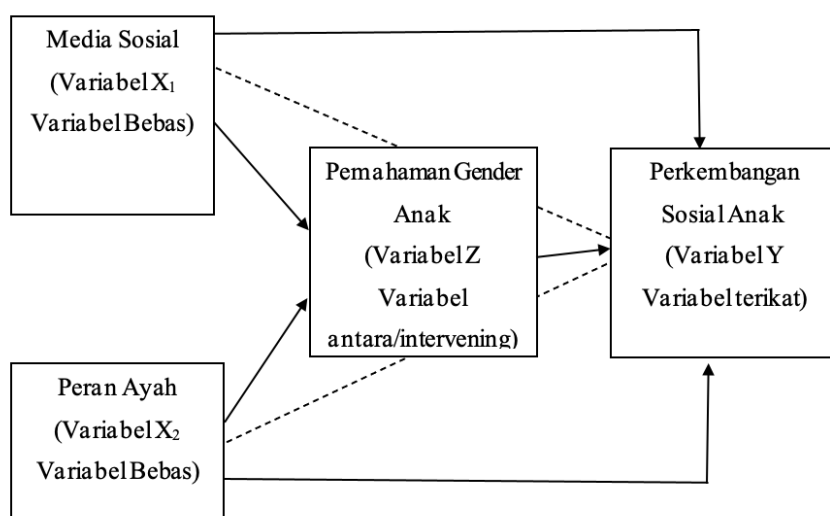 Media Sosial
(Variabel X₁
Variabel Bebas)
Pemahaman Gender
Anak
(Variabel Z
Variabel
antara/intervening)
Perkembangan
Sosial Anak
(Variabel Y
Variabel terikat)
Peran Ayah
(Variabel X₂
Variabel Bebas)